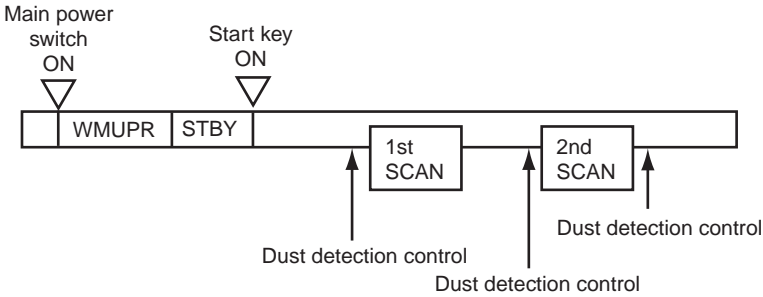 Main power
switch
ON
Start key
ON
WMUPR
STBY
1st
SCAN
2nd
SCAN
Dust detection control
Dust detection control
Dust detection control